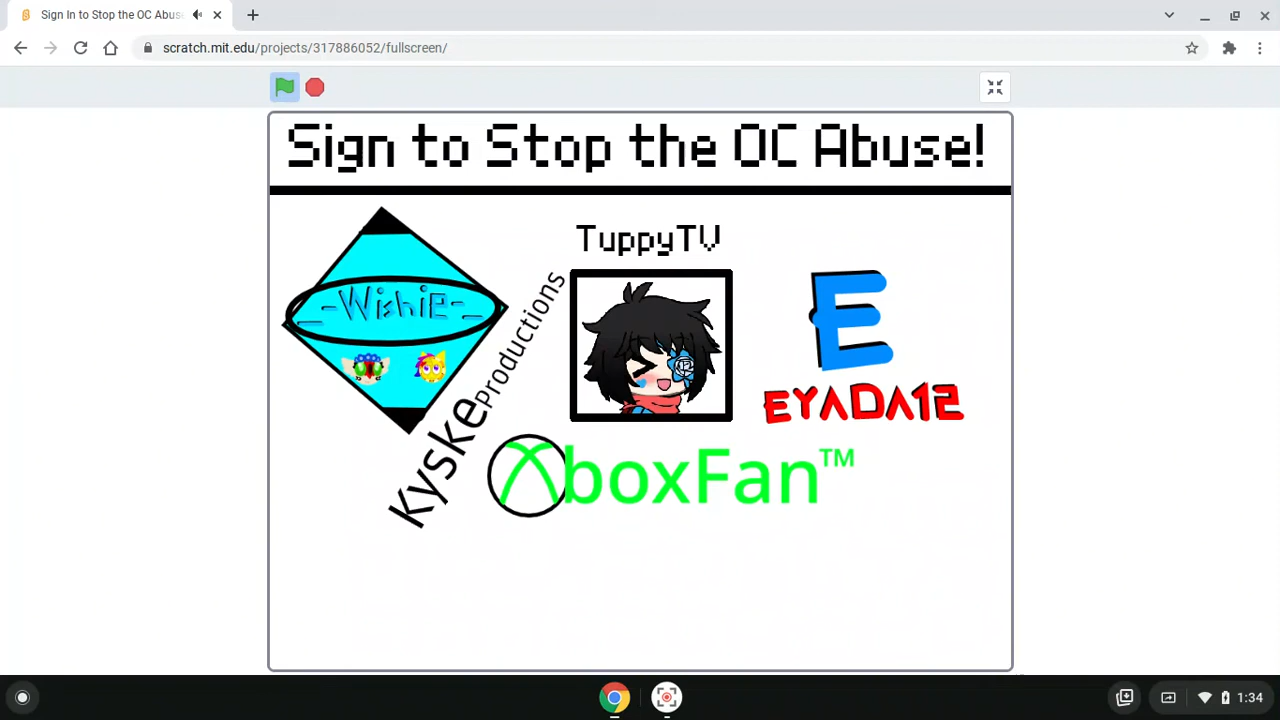 Sign In to Stop the OC Abus
scratch.mit.edu/projects/317886052/fullscreen/
Sign to Stop the OC Abuse!
_-Wishie-_
KyskeProductions
TuppyTV
E
EYADA12
XboxFan™
1:34